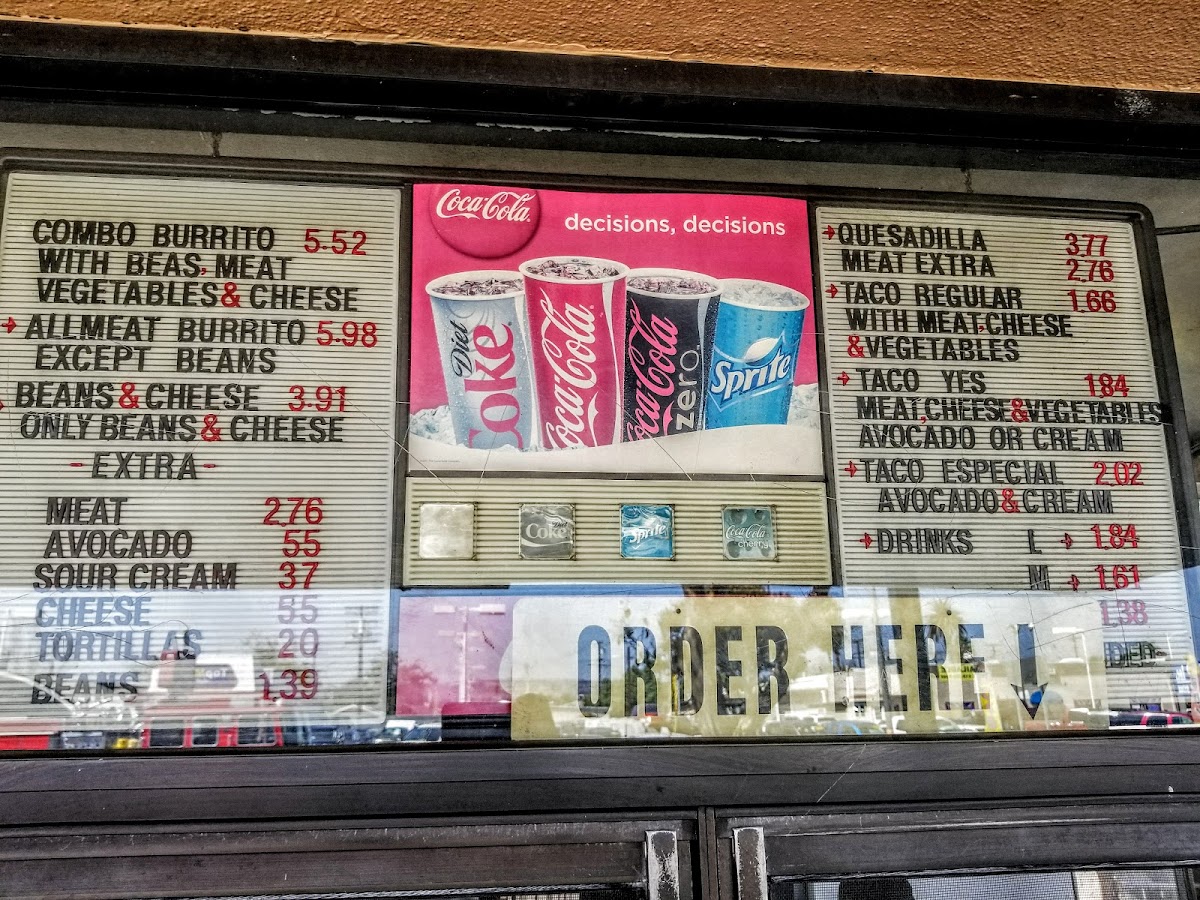 COMBO BURRITO 5.52
WITH BEAS, MEAT
VEGETABLES & CHEESE
ALLMEAT BURRITO 5.98
EXCEPT BEANS
BEANS & CHEESE 3.91
ONLY BEANS & CHEESE
- EXTRA -
MEAT 2.76
AVOCADO 55
SOUR CREAM 37
CHEESE 55
TORTILLAS 20
BEANS 1.39
Coca-Cola
decisions, decisions
Diet Coke
Coca-Cola
Coca-Cola zero
Sprite
Diet Coke
Sprite
Coca-Cola
ORDER HERE
QUESADILLA 3.77
MEAT EXTRA 2.76
TACO REGULAR 1.66
WITH MEAT, CHEESE
& VEGETABLES
TACO YES 1.84
MEAT, CHEESE & VEGETABLES
AVOCADO OR CREAM
TACO ESPECIAL 2.02
AVOCADO & CREAM
DRINKS L 1.84
M 1.61
1.38